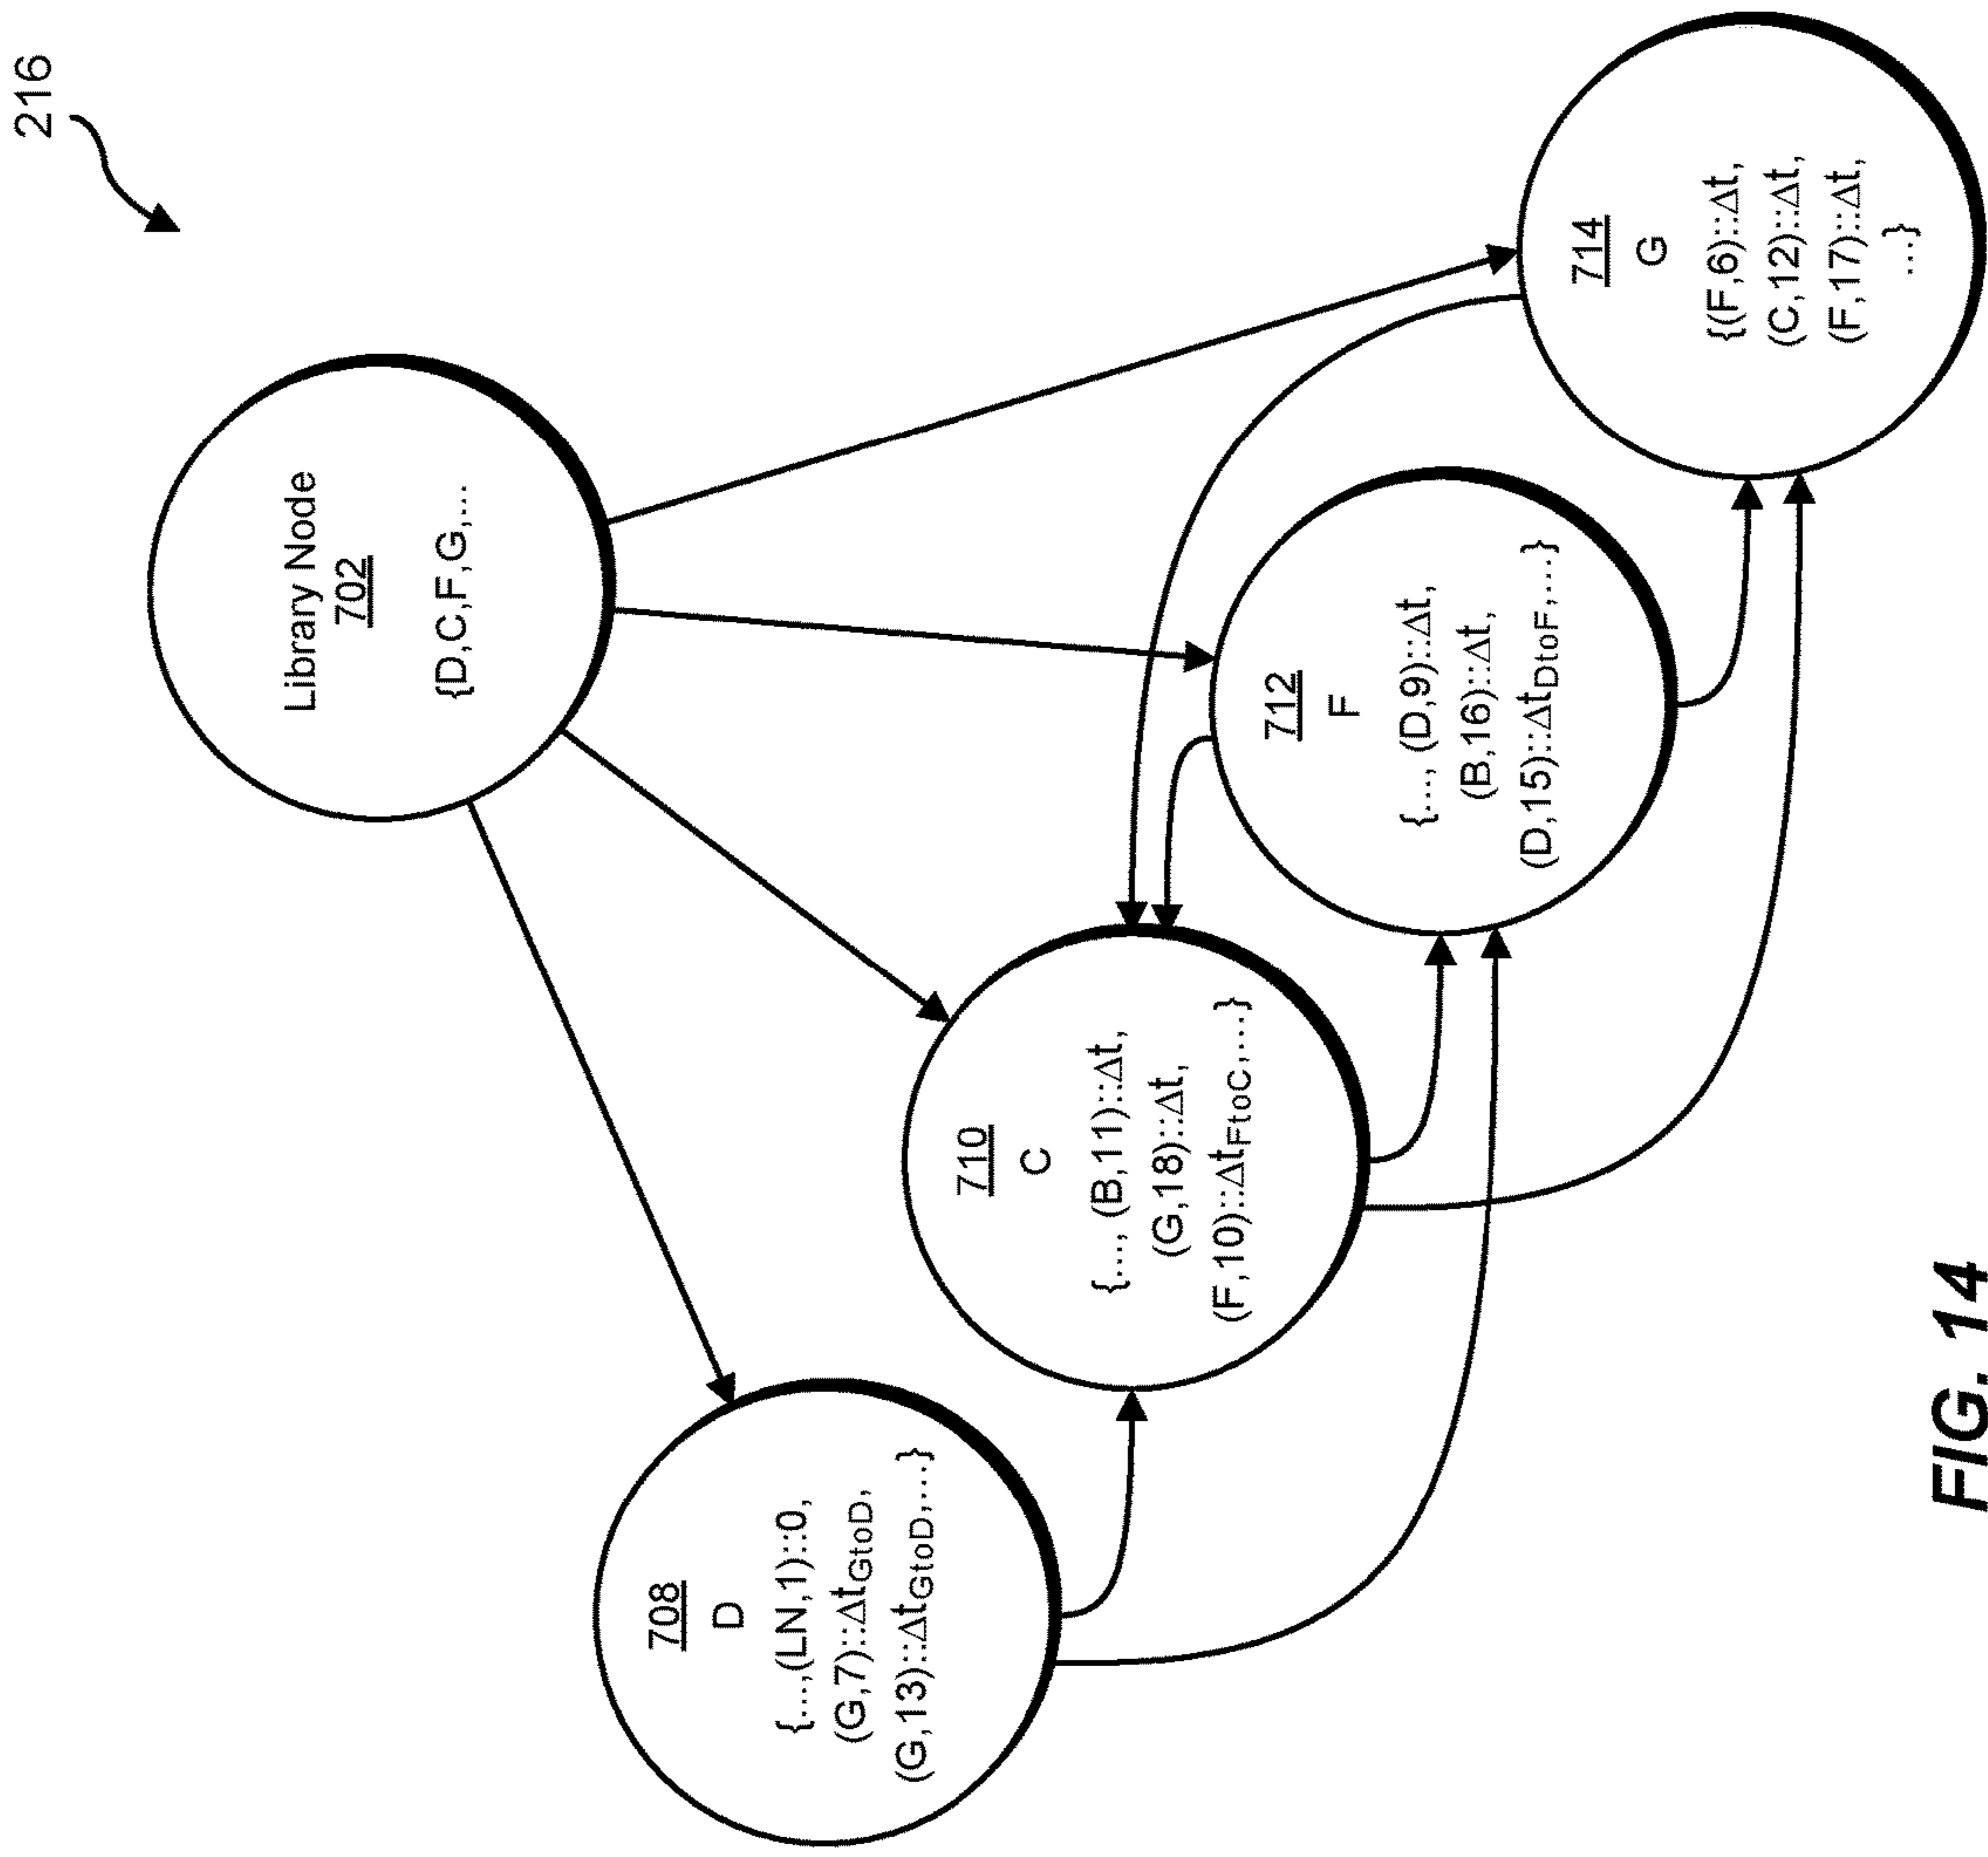 216
Library Node
702
{D,C,F,G,...
708
D
{...,(LN,1)::0,
(G,7)::ΔtGtoD,
(G,13)::ΔtGtoD,...}
710
C
{..., (B,11)::Δt,
(G,18)::Δt,
(F,10)::ΔtFtoC,...}
712
F
{..., (D,9)::Δt,
(B,16)::Δt,
(D,15)::ΔtDtoF,...}
714
G
{(F,6)::Δt,
(C,12)::Δt,
(F,17)::Δt,
...}
FIG. 14